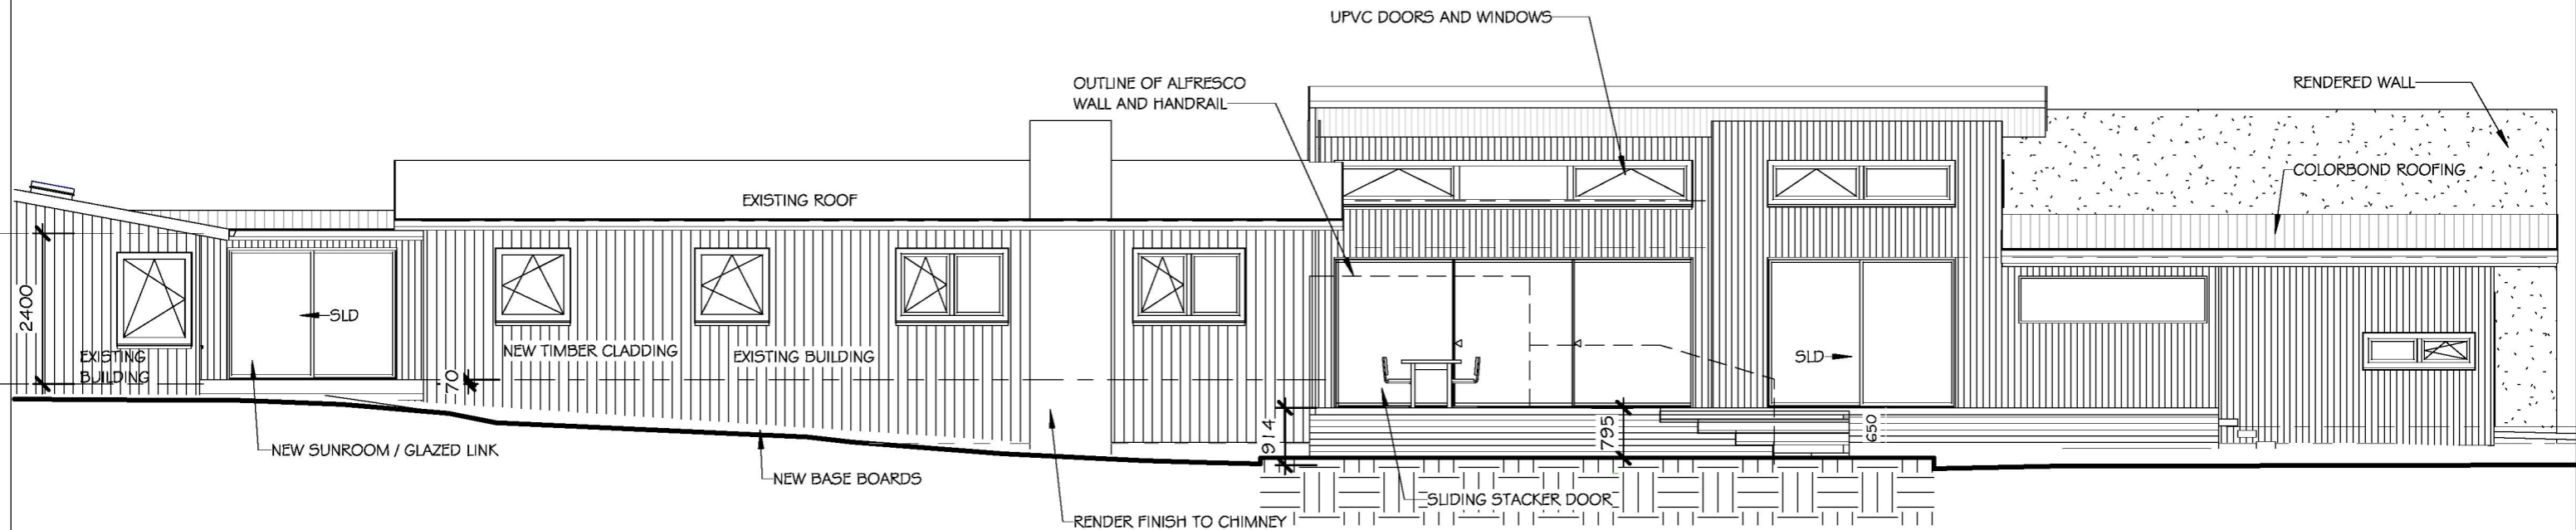 UPVC DOORS AND WINDOWS
OUTLINE OF ALFRESCO
WALL AND HANDRAIL
RENDERED WALL
COLORBOND ROOFING
EXISTING ROOF
2400
SLD
EXISTING
BUILDING
NEW TIMBER CLADDING
EXISTING BUILDING
SLD
70
914
795
650
NEW SUNROOM / GLAZED LINK
NEW BASE BOARDS
SLIDING STACKER DOOR
RENDER FINISH TO CHIMNEY